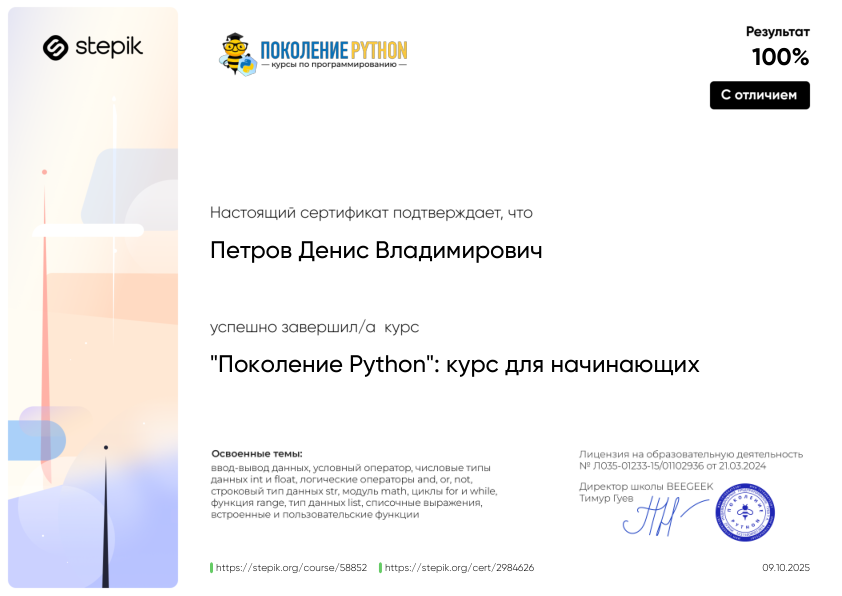 stepik
ПОКОЛЕНИЕ PYTHON
— курсы по программированию —
Результат
100%
С отличием
Настоящий сертификат подтверждает, что
Петров Денис Владимирович
успешно завершил/а курс
"Поколение Python": курс для начинающих
Освоенные темы:
ввод-вывод данных, условный оператор, числовые типы
данных int и float, логические операторы and, or, not,
строковый тип данных str, модуль math, циклы for и while,
функция range, тип данных list, списочные выражения,
встроенные и пользовательские функции
Лицензия на образовательную деятельность
№ Л035-01233-15/01102936 от 21.03.2024
Директор школы BEEGEEK
Тимур Гуев
ПОКОЛЕНИЕ
PYTHON
https://stepik.org/course/58852
https://stepik.org/cert/2984626
09.10.2025